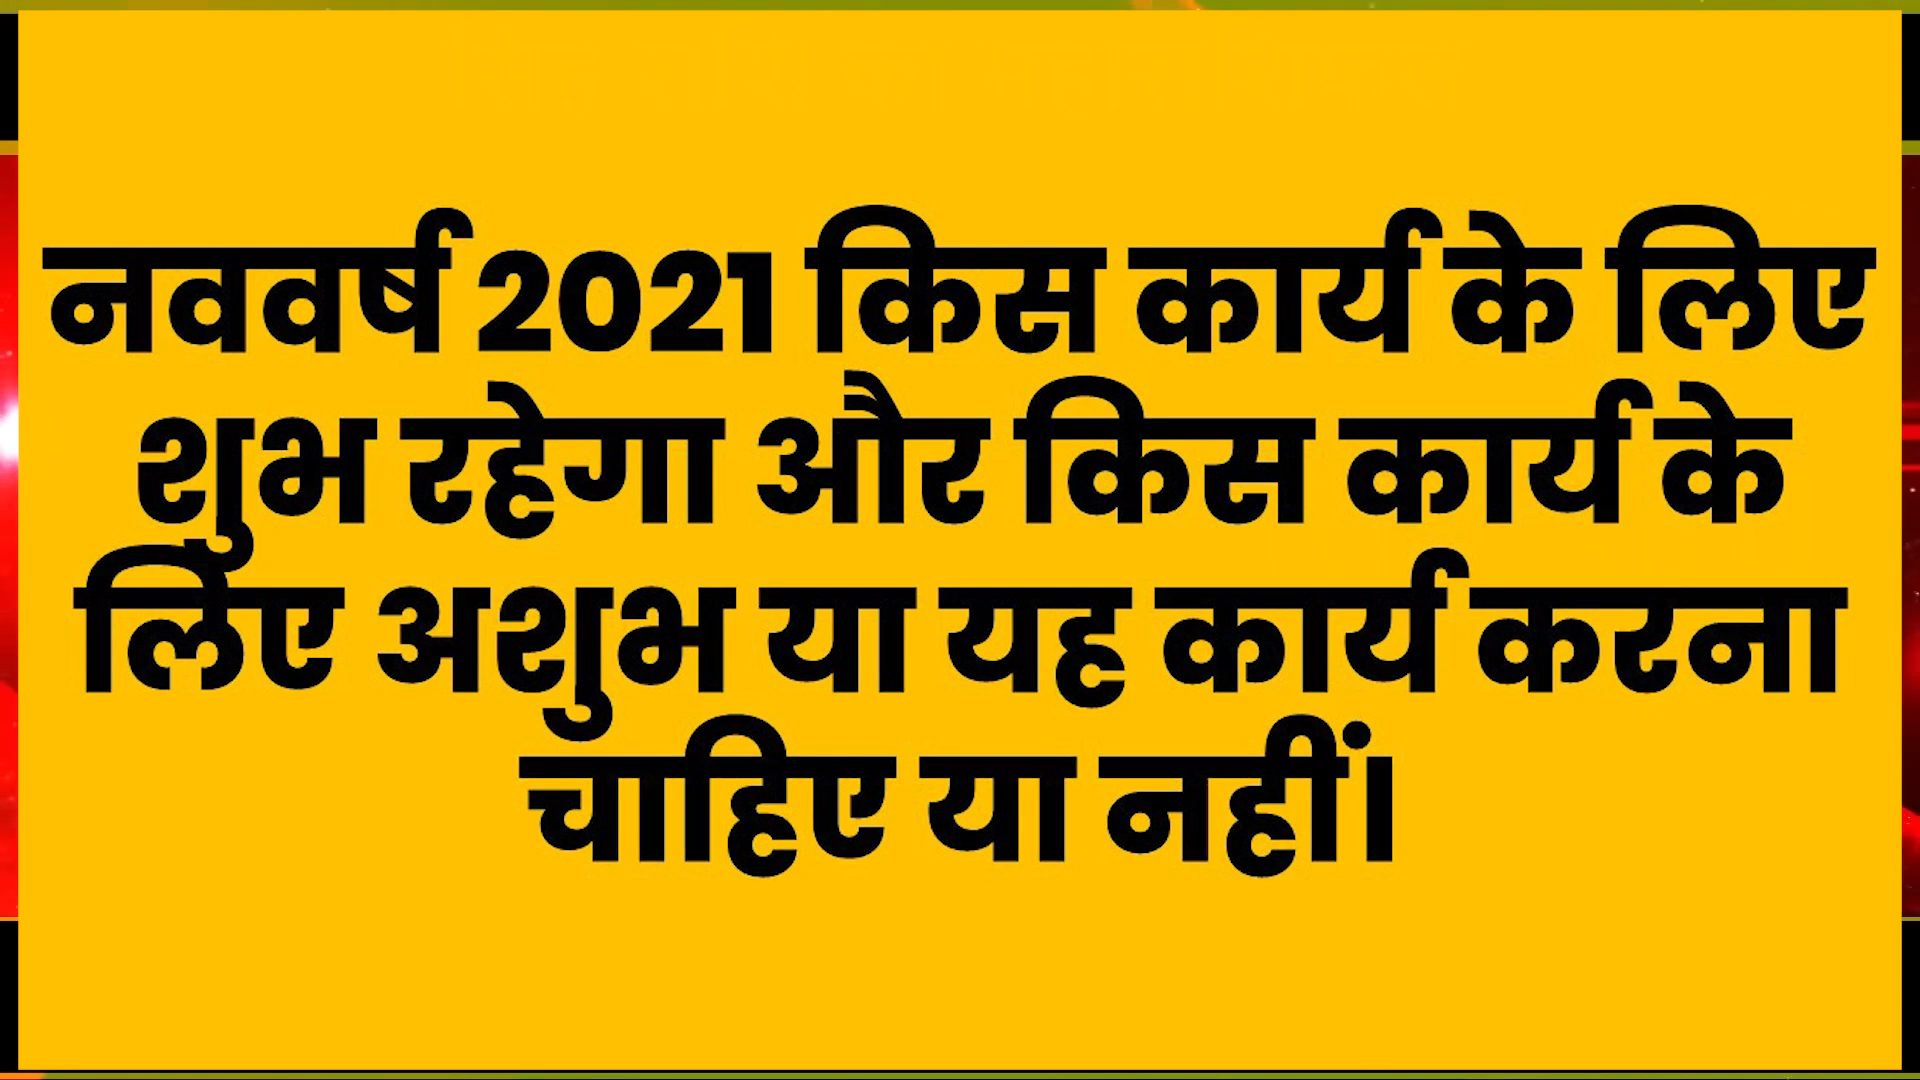 नववर्ष 2021 किस कार्य के लिए
शुभ रहेगा और किस कार्य के
लिए अशुभ या यह कार्य करना
चाहिए या नहीं।